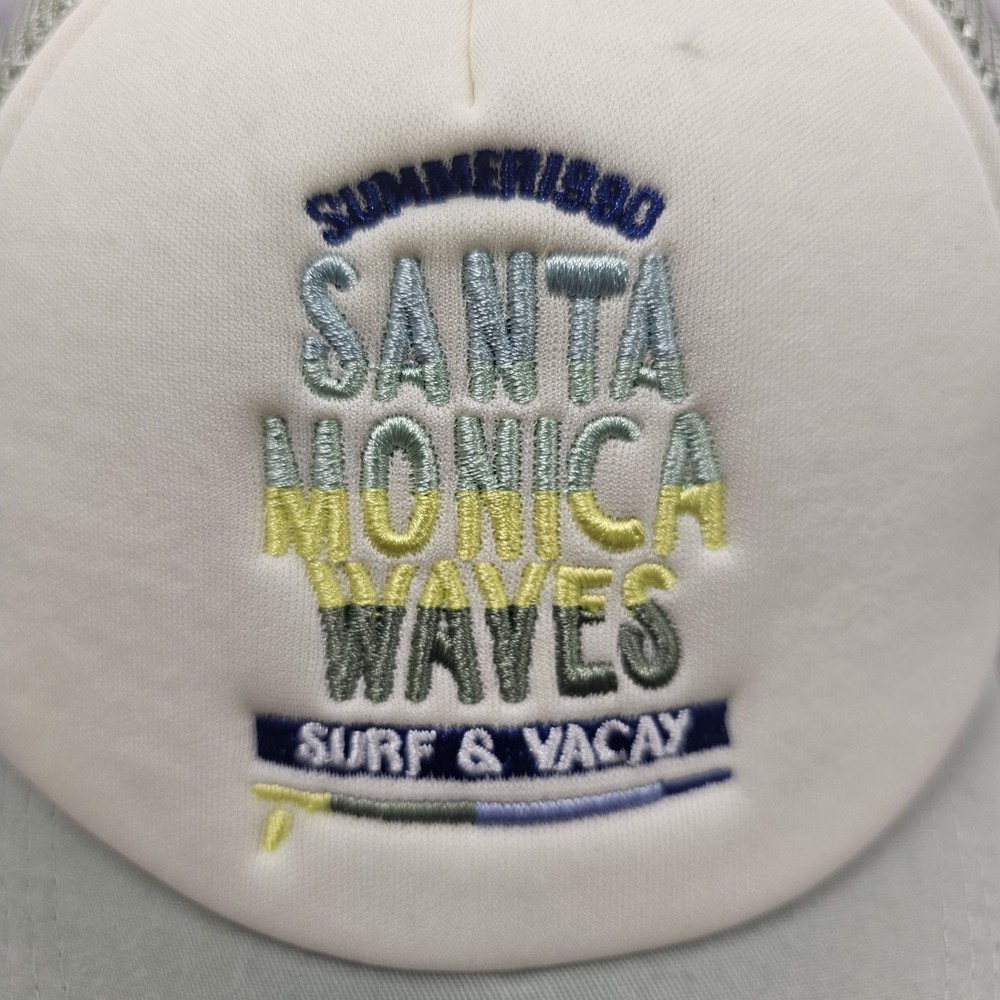 SUMMER1990
SANTA
MONICA
WAVES
SURF & VACAY